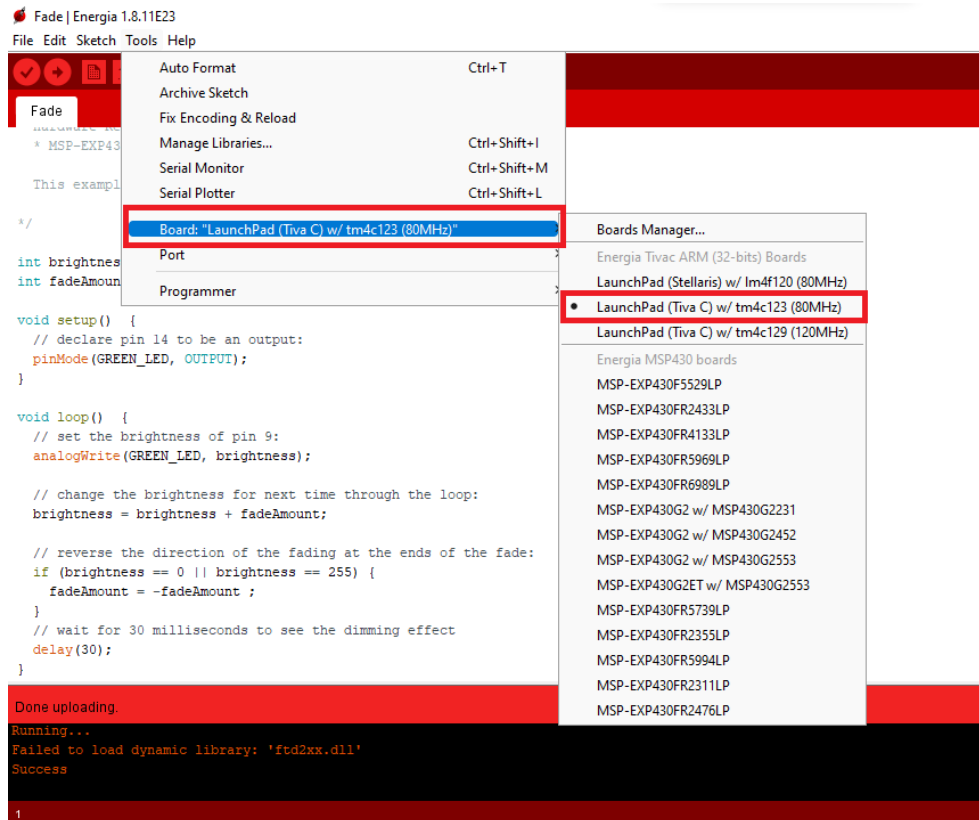 Fade | Energia 1.8.11E23
File Edit Sketch Tools Help
Fade
Auto Format Ctrl+T
Archive Sketch
Fix Encoding & Reload
Manage Libraries... Ctrl+Shift+I
Serial Monitor Ctrl+Shift+M
Serial Plotter Ctrl+Shift+L
Board: "LaunchPad (Tiva C) w/ tm4c123 (80MHz)"
Port
Programmer
Boards Manager...
Energia Tivac ARM (32-bits) Boards
LaunchPad (Stellaris) w/ lm4f120 (80MHz)
LaunchPad (Tiva C) w/ tm4c123 (80MHz)
LaunchPad (Tiva C) w/ tm4c129 (120MHz)
Energia MSP430 boards
MSP-EXP430F5529LP
MSP-EXP430FR2433LP
MSP-EXP430FR4133LP
MSP-EXP430FR5969LP
MSP-EXP430FR6989LP
MSP-EXP430G2 w/ MSP430G2231
MSP-EXP430G2 w/ MSP430G2452
MSP-EXP430G2 w/ MSP430G2553
MSP-EXP430G2ET w/ MSP430G2553
MSP-EXP430FR5739LP
MSP-EXP430FR2355LP
MSP-EXP430FR5994LP
MSP-EXP430FR2311LP
MSP-EXP430FR2476LP
* MSP-EXP43
This exampl
*/
int brightnes
int fadeAmoun
void setup() {
// declare pin 14 to be an output:
pinMode(GREEN_LED, OUTPUT);
}
void loop() {
// set the brightness of pin 9:
analogWrite(GREEN_LED, brightness);
// change the brightness for next time through the loop:
brightness = brightness + fadeAmount;
// reverse the direction of the fading at the ends of the fade:
if (brightness == 0 || brightness == 255) {
fadeAmount = -fadeAmount ;
}
// wait for 30 milliseconds to see the dimming effect
delay(30);
}
Done uploading.
Running...
Failed to load dynamic library: 'ftd2xx.dll'
Success
1